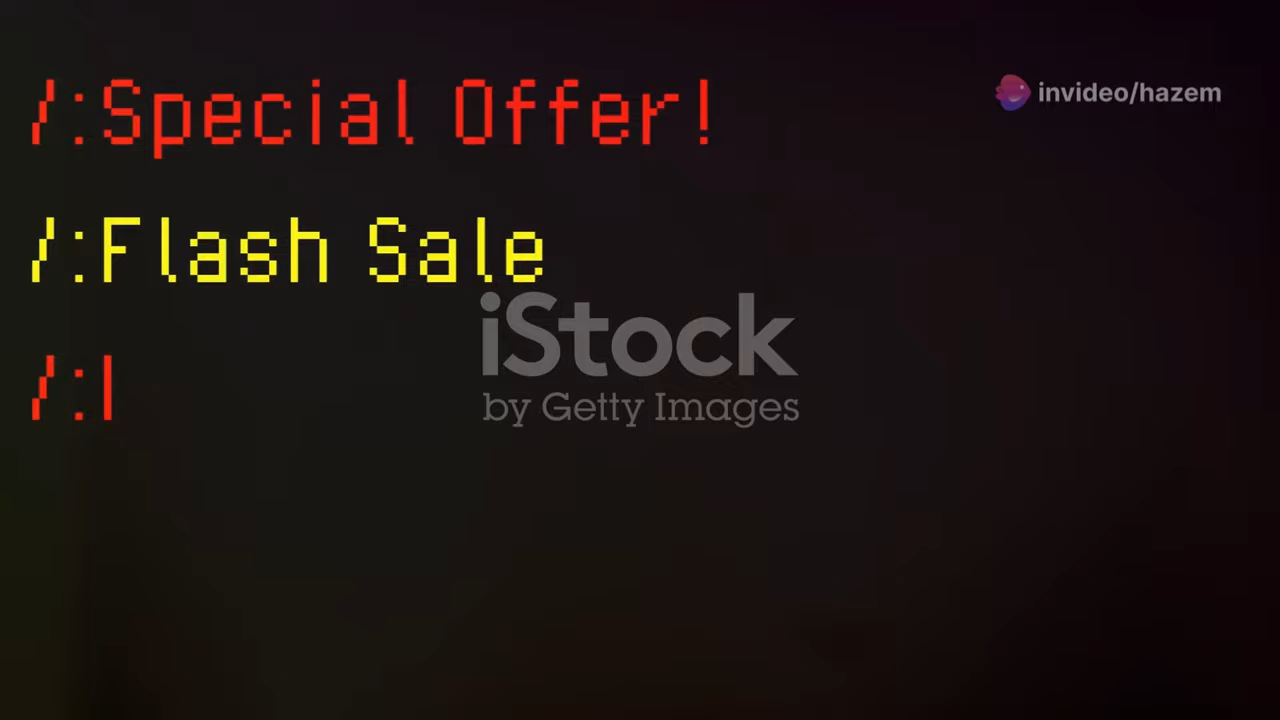 /:Special Offer!
invideo/hazem
/:Flash Sale
iStock
by Getty Images
/:I